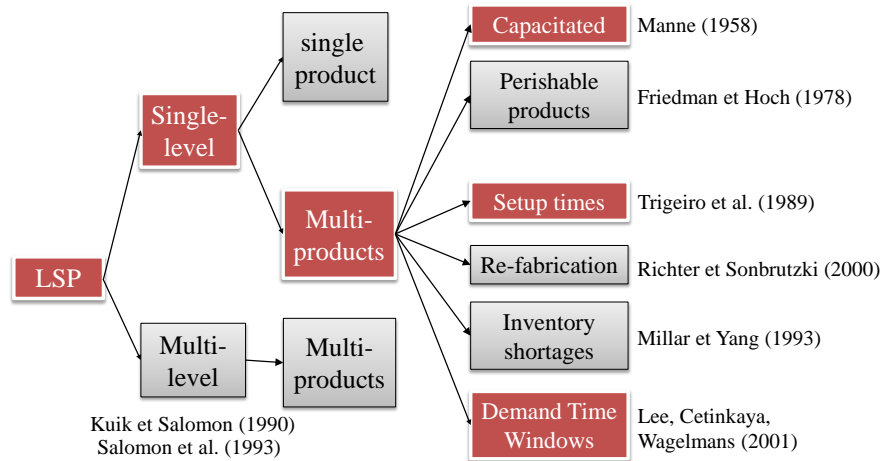 LSP
Single-
level
Multi-
level
Kuik et Salomon (1990)
Salomon et al. (1993)
single
product
Multi-
products
Multi-
products
Capacitated
Manne (1958)
Perishable
products
Friedman et Hoch (1978)
Setup times
Trigeiro et al. (1989)
Re-fabrication
Richter et Sonbrutzki (2000)
Inventory
shortages
Millar et Yang (1993)
Demand Time
Windows
Lee, Cetinkaya,
Wagelmans (2001)